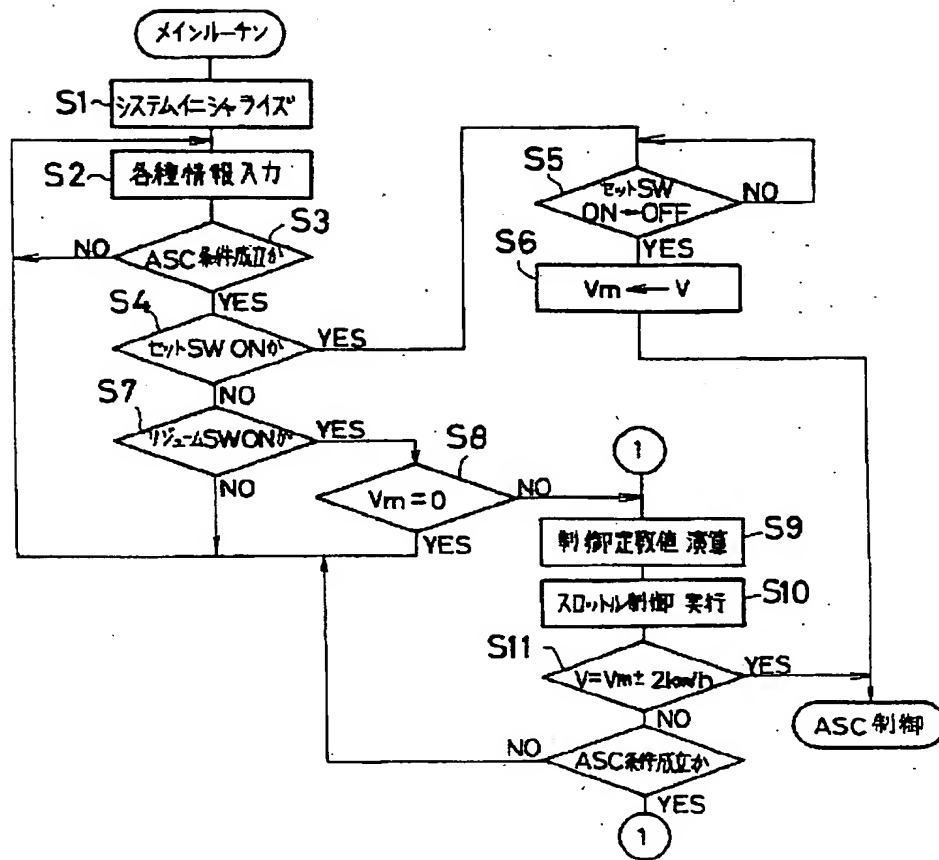 メインルーチン
S1
システムイニシャライズ
S2
各種情報入力
S3
NO
ASC条件成立か
YES
S4
セットSW ONか
YES
NO
S5
セットSW
ON←OFF
NO
YES
S6
Vm ← V
S7
リジュームSWONか
YES
NO
S8
Vm = 0
NO
YES
1
制御定数値 演算
S9
スロットル制御 実行
S10
S11
V=Vm± 2km/h
YES
NO
ASC制御
NO
ASC条件成立か
YES
1